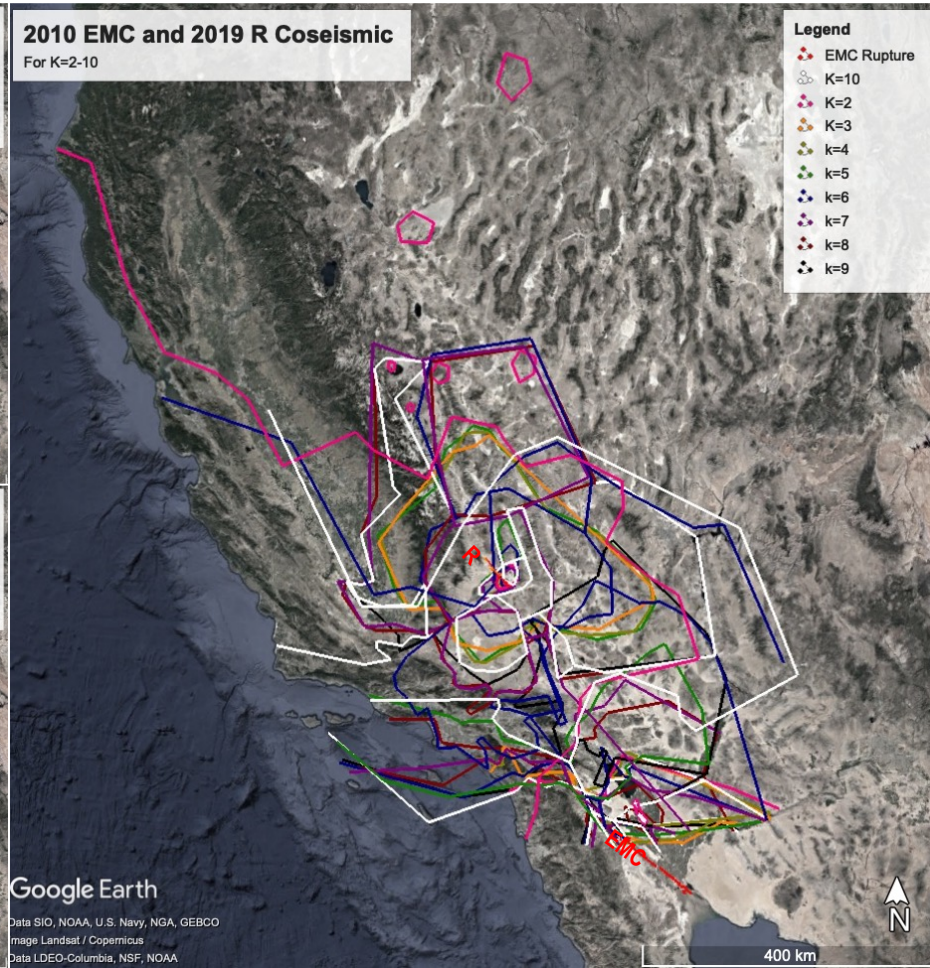 2010 EMC and 2019 R Coseismic
For K=2-10
Legend
EMC Rupture
K=10
K=2
K=3
k=4
k=5
k=6
k=7
k=8
k=9
R
EMC
Google Earth
Data SIO, NOAA, U.S. Navy, NGA, GEBCO
mage Landsat / Copernicus
Data LDEO-Columbia, NSF, NOAA
N
400 km